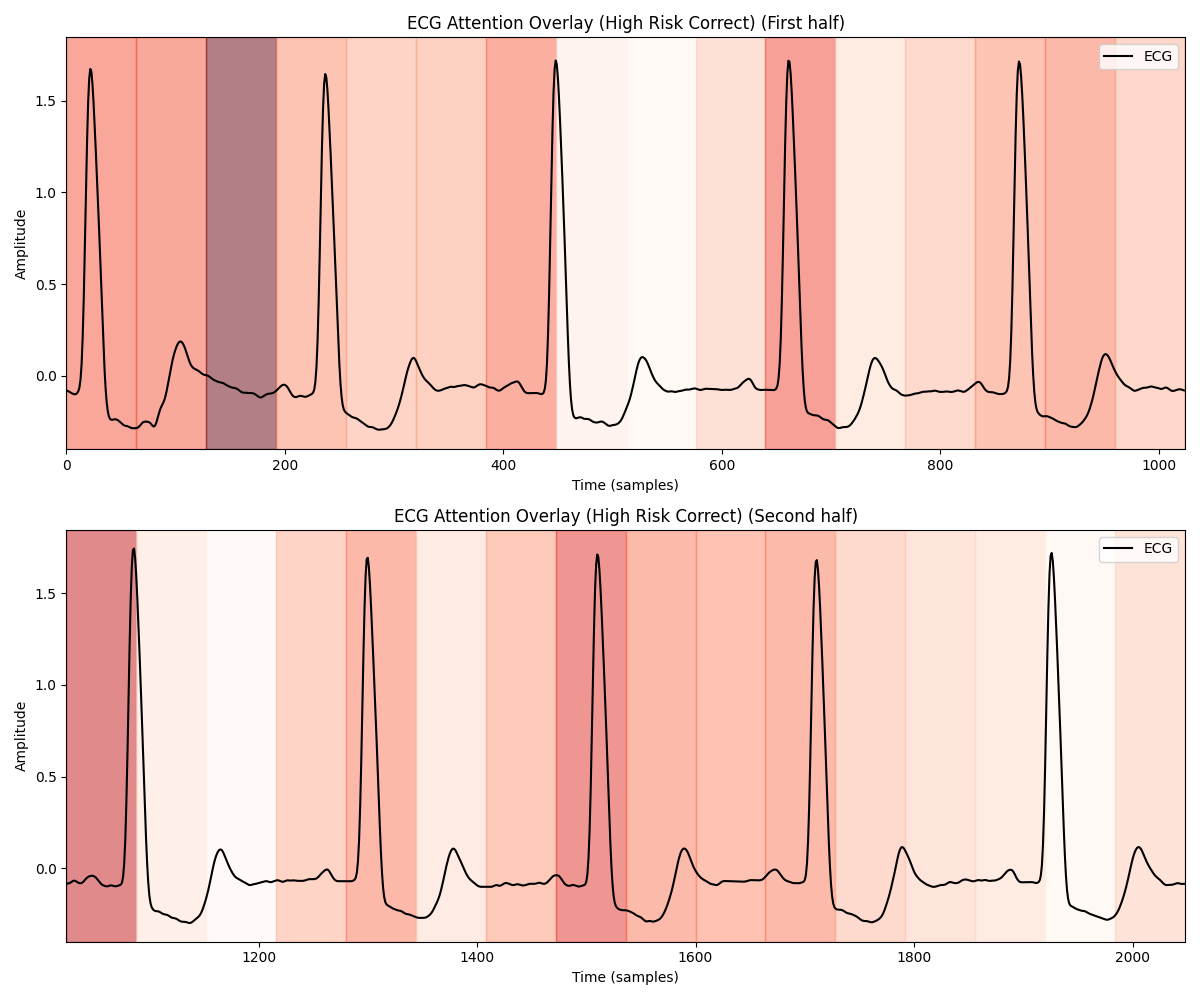 ECG Attention Overlay (High Risk Correct) (First half)
ECG
Amplitude
1.5
1.0
0.5
0.0
0 200 400 600 800 1000
Time (samples)
ECG Attention Overlay (High Risk Correct) (Second half)
ECG
Amplitude
1.5
1.0
0.5
0.0
1200 1400 1600 1800 2000
Time (samples)